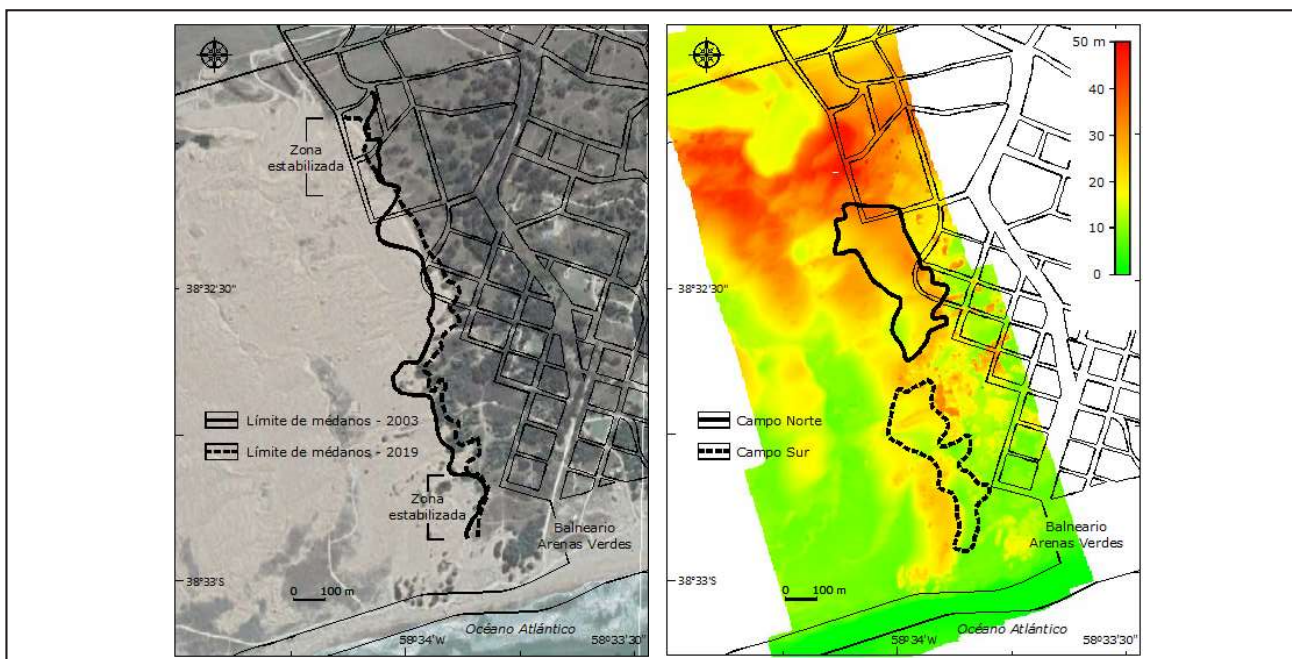 Zona
estabilizada
38°32'30"
Límite de médanos - 2003
Límite de médanos - 2019
Zona
estabilizada
Balneario
Arenas Verdes
38°33'S
0 100 m
58°34'W
Océano Atlántico
58°33'30"
50 m
40
30
20
10
0
38°32'30"
Campo Norte
Campo Sur
Balneario
Arenas Verdes
38°33'S
0 100 m
58°34'W
Océano Atlántico
58°33'30"